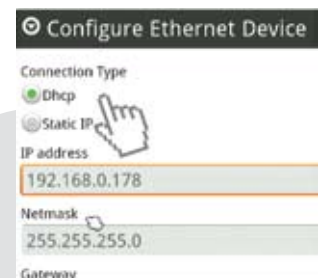 Configure Ethernet Device
Connection Type
Dhcp
Static IP
IP address
192.168.0.178
Netmask
255.255.255.0
Gateway